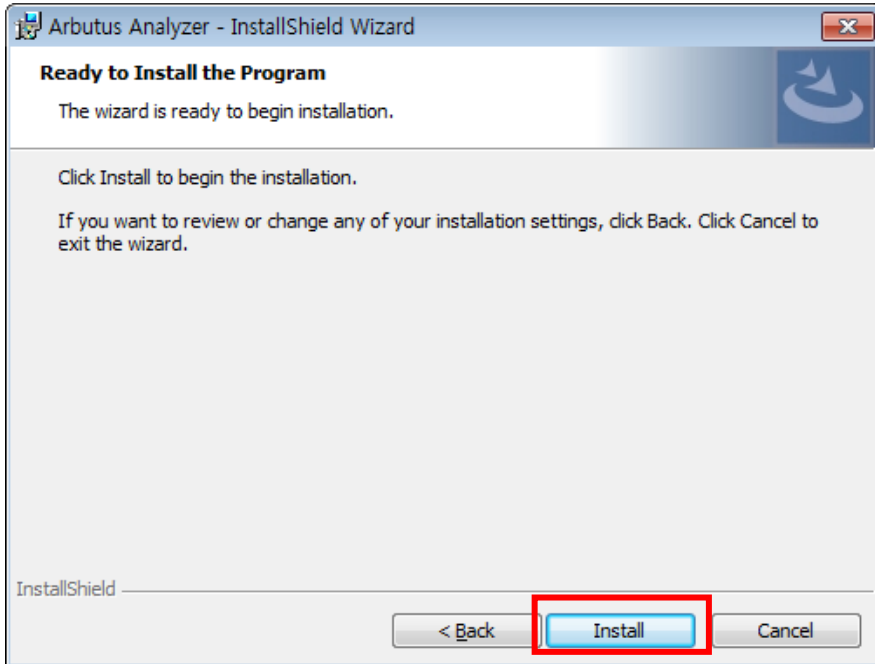 Arbutus Analyzer - InstallShield Wizard
Ready to Install the Program
The wizard is ready to begin installation.
Click Install to begin the installation.
If you want to review or change any of your installation settings, click Back. Click Cancel to
exit the wizard.
InstallShield
< Back
Install
Cancel